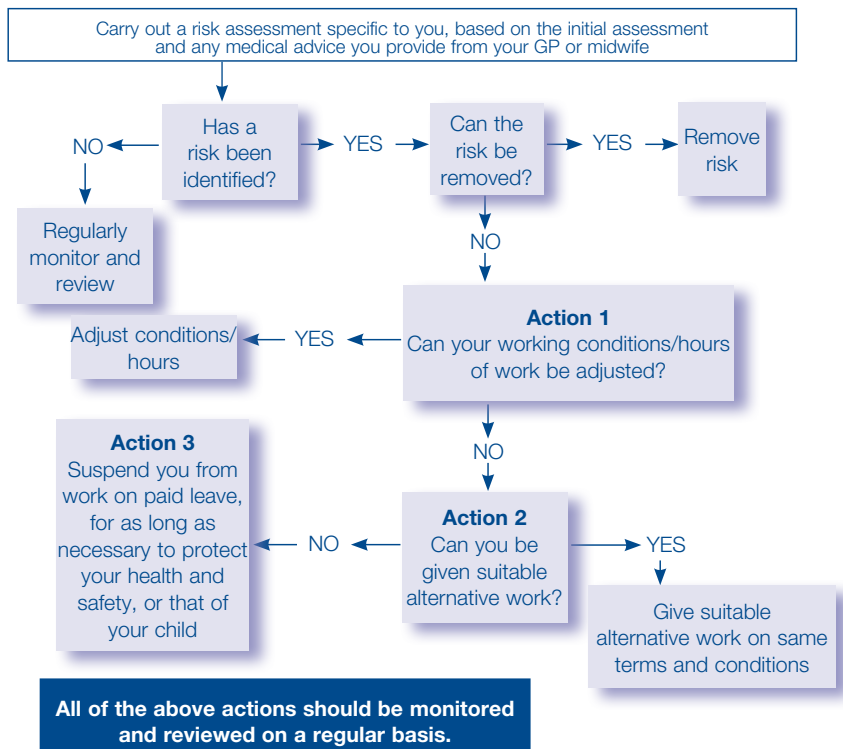 Carry out a risk assessment specific to you, based on the initial assessment
and any medical advice you provide from your GP or midwife
Has a
risk been
identified?
YES
Can the
risk be
removed?
YES
Remove
risk
NO
Regularly
monitor and
review
NO
Action 1
Can your working conditions/hours
of work be adjusted?
YES
Adjust conditions/
hours
NO
Action 2
Can you be
given suitable
alternative work?
NO
Action 3
Suspend you from
work on paid leave,
for as long as
necessary to protect
your health and
safety, or that of
your child
YES
Give suitable
alternative work on same
terms and conditions
All of the above actions should be monitored
and reviewed on a regular basis.